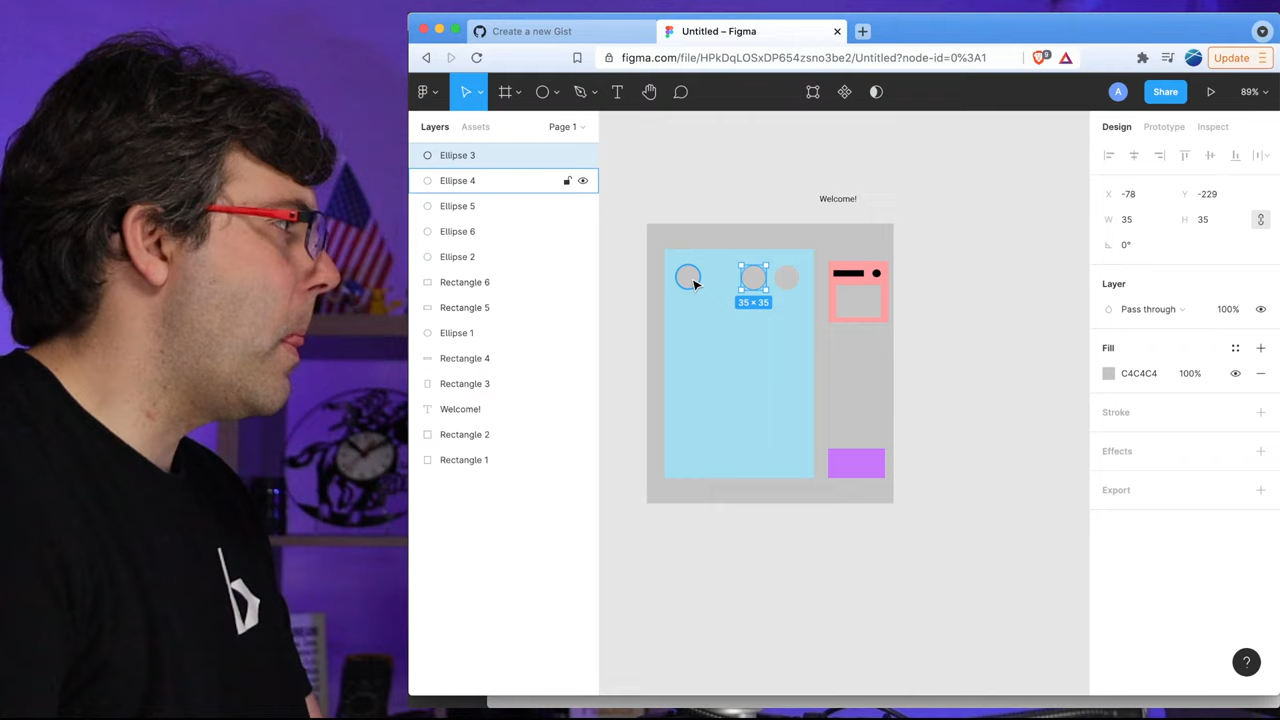 Create a new Gist
Untitled – Figma
figma.com/file/HPkDqLOSxDP654zsno3be2/Untitled?node-id=0%3A1
9
Update
A
Share
89%
Layers
Assets
Page 1
Design
Prototype
Inspect
Ellipse 3
Ellipse 4
Ellipse 5
Ellipse 6
Ellipse 2
Rectangle 6
Rectangle 5
Ellipse 1
Rectangle 4
Rectangle 3
Welcome!
Rectangle 2
Rectangle 1
Welcome!
35 × 35
X -78 Y -229
W 35 H 35
0°
Layer
Pass through 100%
Fill
C4C4C4 100%
Stroke
Effects
Export
?
b